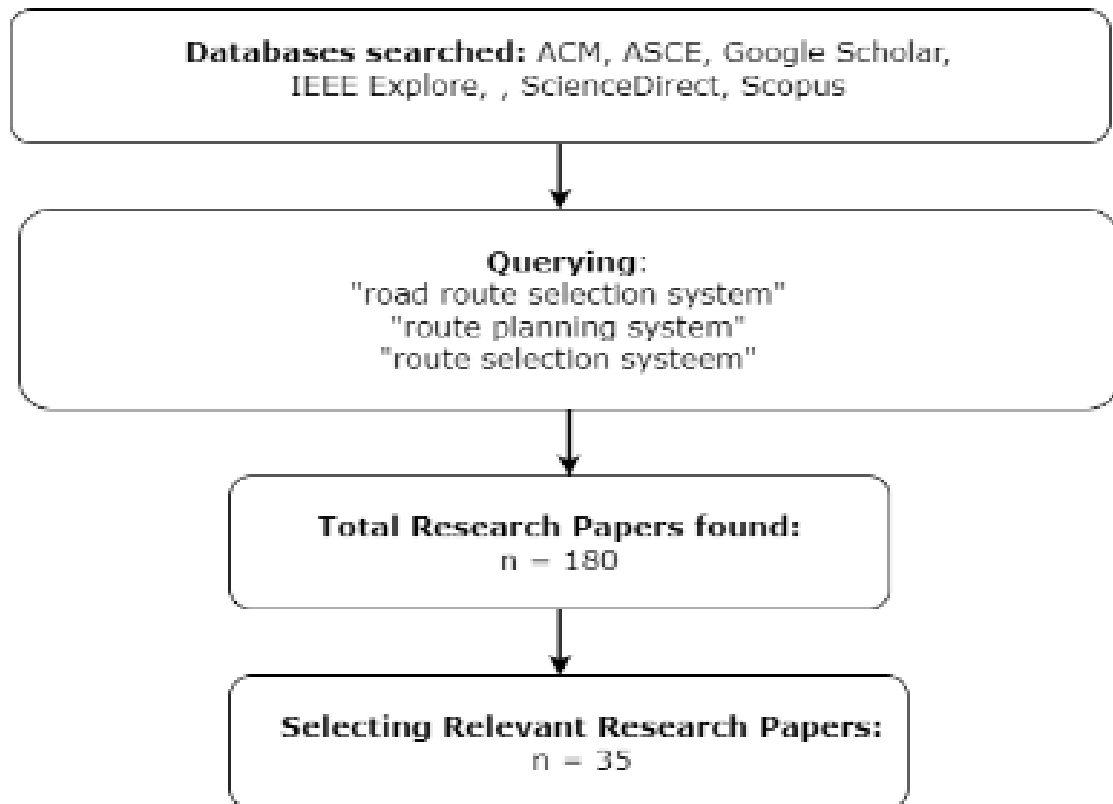 Databases searched: ACM, ASCE, Google Scholar,
IEEE Explore, , ScienceDirect, Scopus
Querying:
"road route selection system"
"route planning system"
"route selection systeem"
Total Research Papers found:
n = 180
Selecting Relevant Research Papers:
n = 35